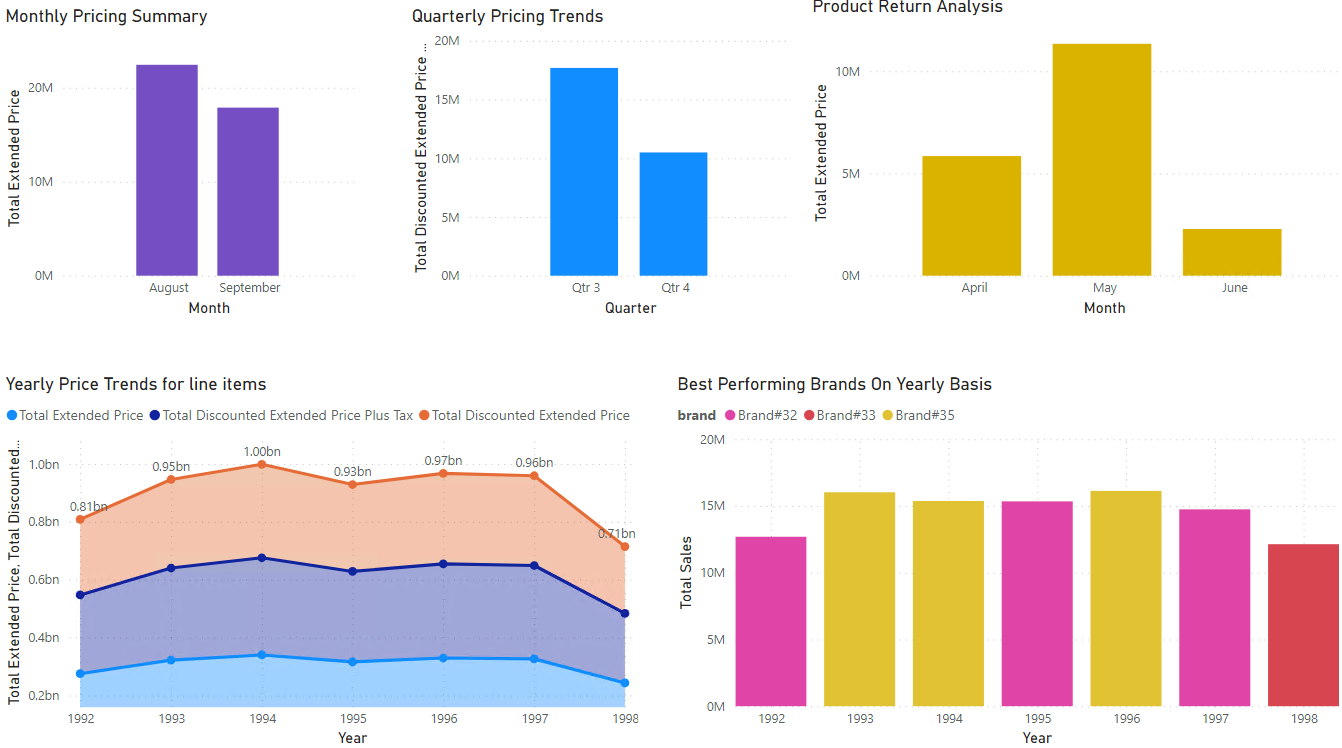 Monthly Pricing Summary
Total Extended Price
20M
10M
0M
August September
Month
Quarterly Pricing Trends
Total Discounted Extended Price ...
20M
15M
10M
5M
0M
Qtr 3 Qtr 4
Quarter
Product Return Analysis
Total Extended Price
10M
5M
0M
April May June
Month
Yearly Price Trends for line items
Total Extended Price Total Discounted Extended Price Plus Tax Total Discounted Extended Price
Total Extended Price, Total Discounted...
1.0bn
0.8bn
0.6bn
0.4bn
0.2bn
0.81bn 0.95bn 1.00bn 0.93bn 0.97bn 0.96bn 0.71bn
1992 1993 1994 1995 1996 1997 1998
Year
Best Performing Brands On Yearly Basis
brand Brand#32 Brand#33 Brand#35
Total Sales
20M
15M
10M
5M
0M
1992 1993 1994 1995 1996 1997 1998
Year